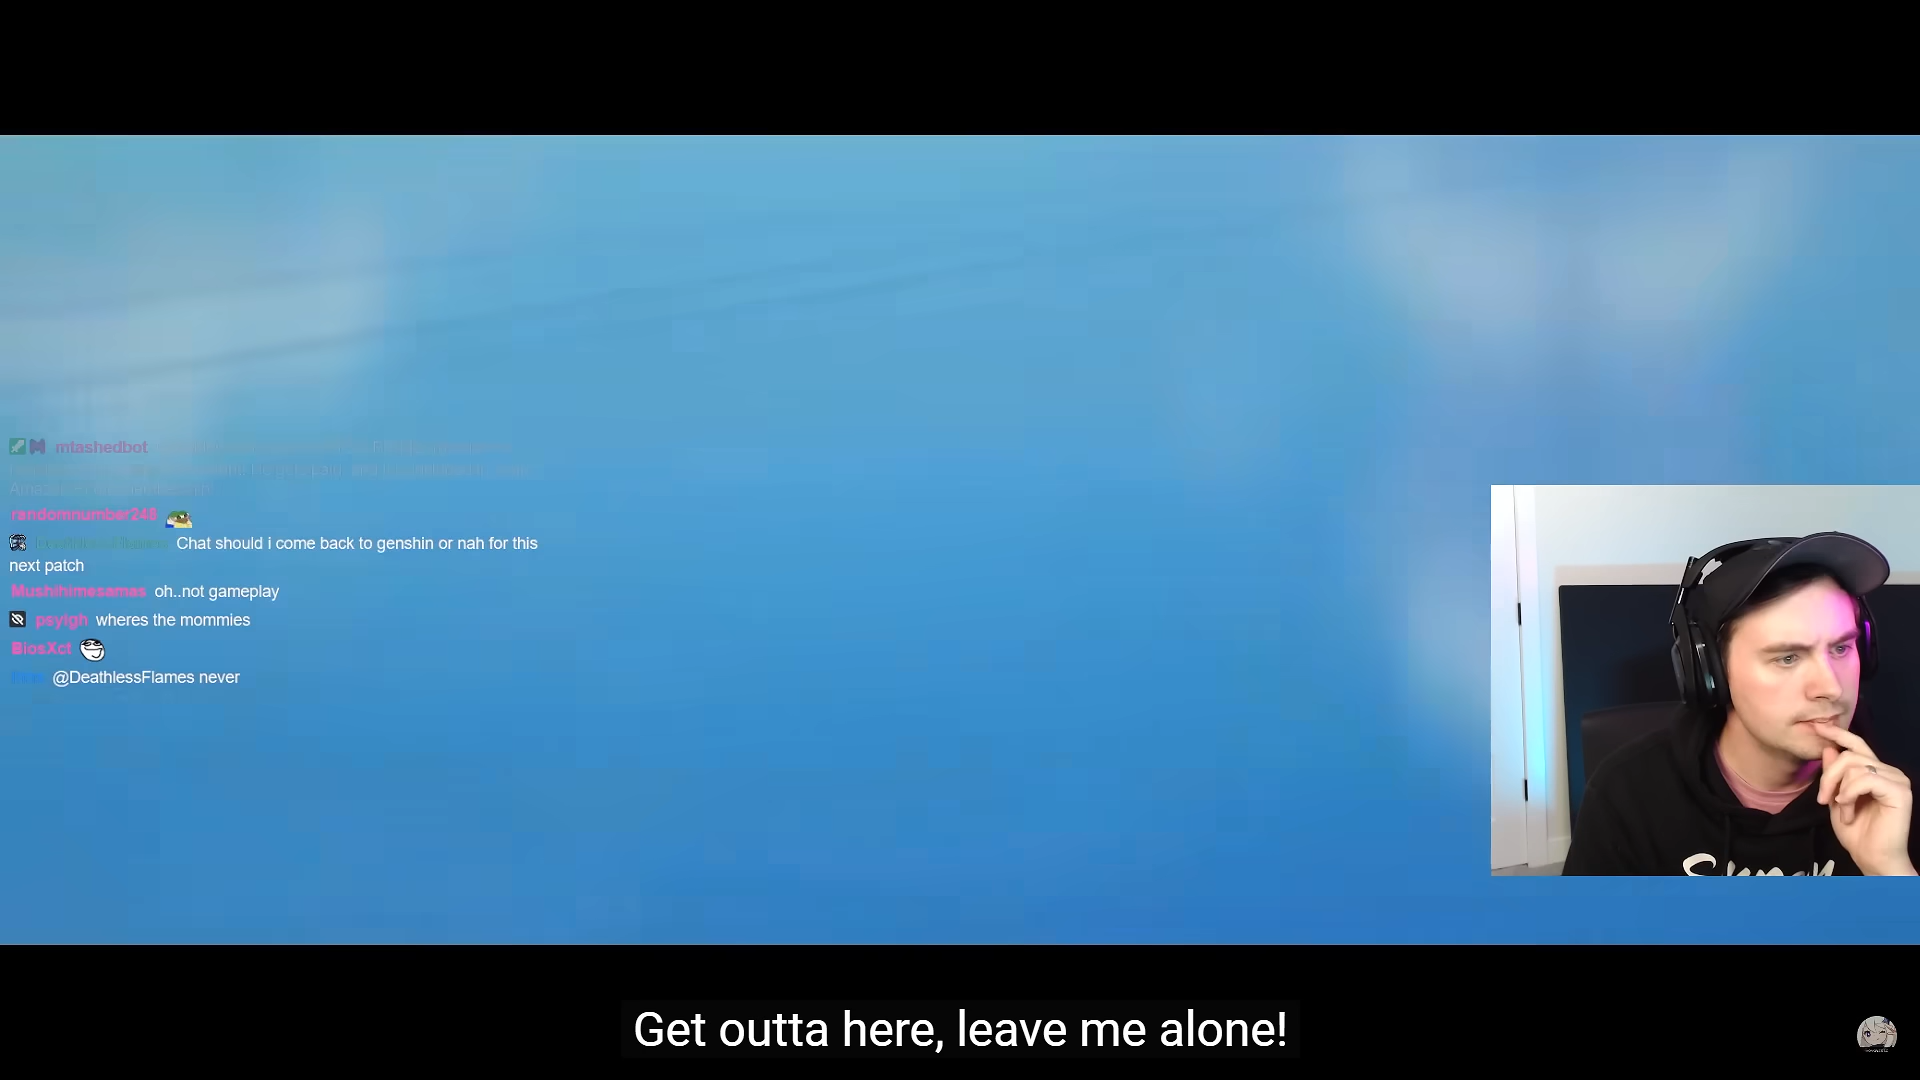 mtashedbot
randomnumber248
Chat should i come back to genshin or nah for this
next patch
Mushihimesamas oh..not gameplay
psyigh wheres the mommies
BiosXct
@DeathlessFlames never
Get outta here, leave me alone!